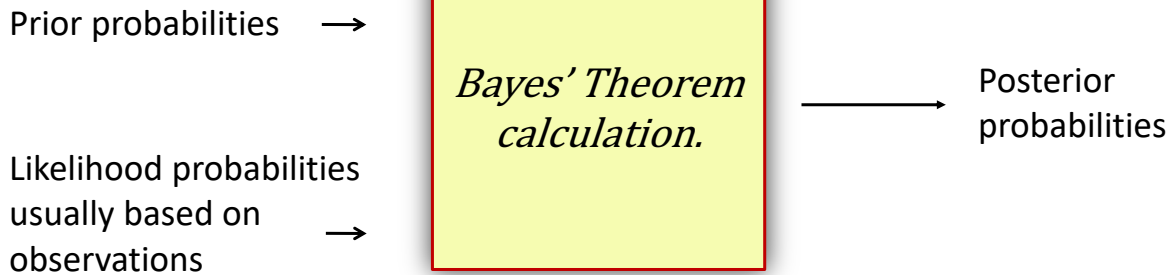 Prior probabilities
Likelihood probabilities
usually based on
observations
Bayes’ Theorem
calculation.
Posterior
probabilities